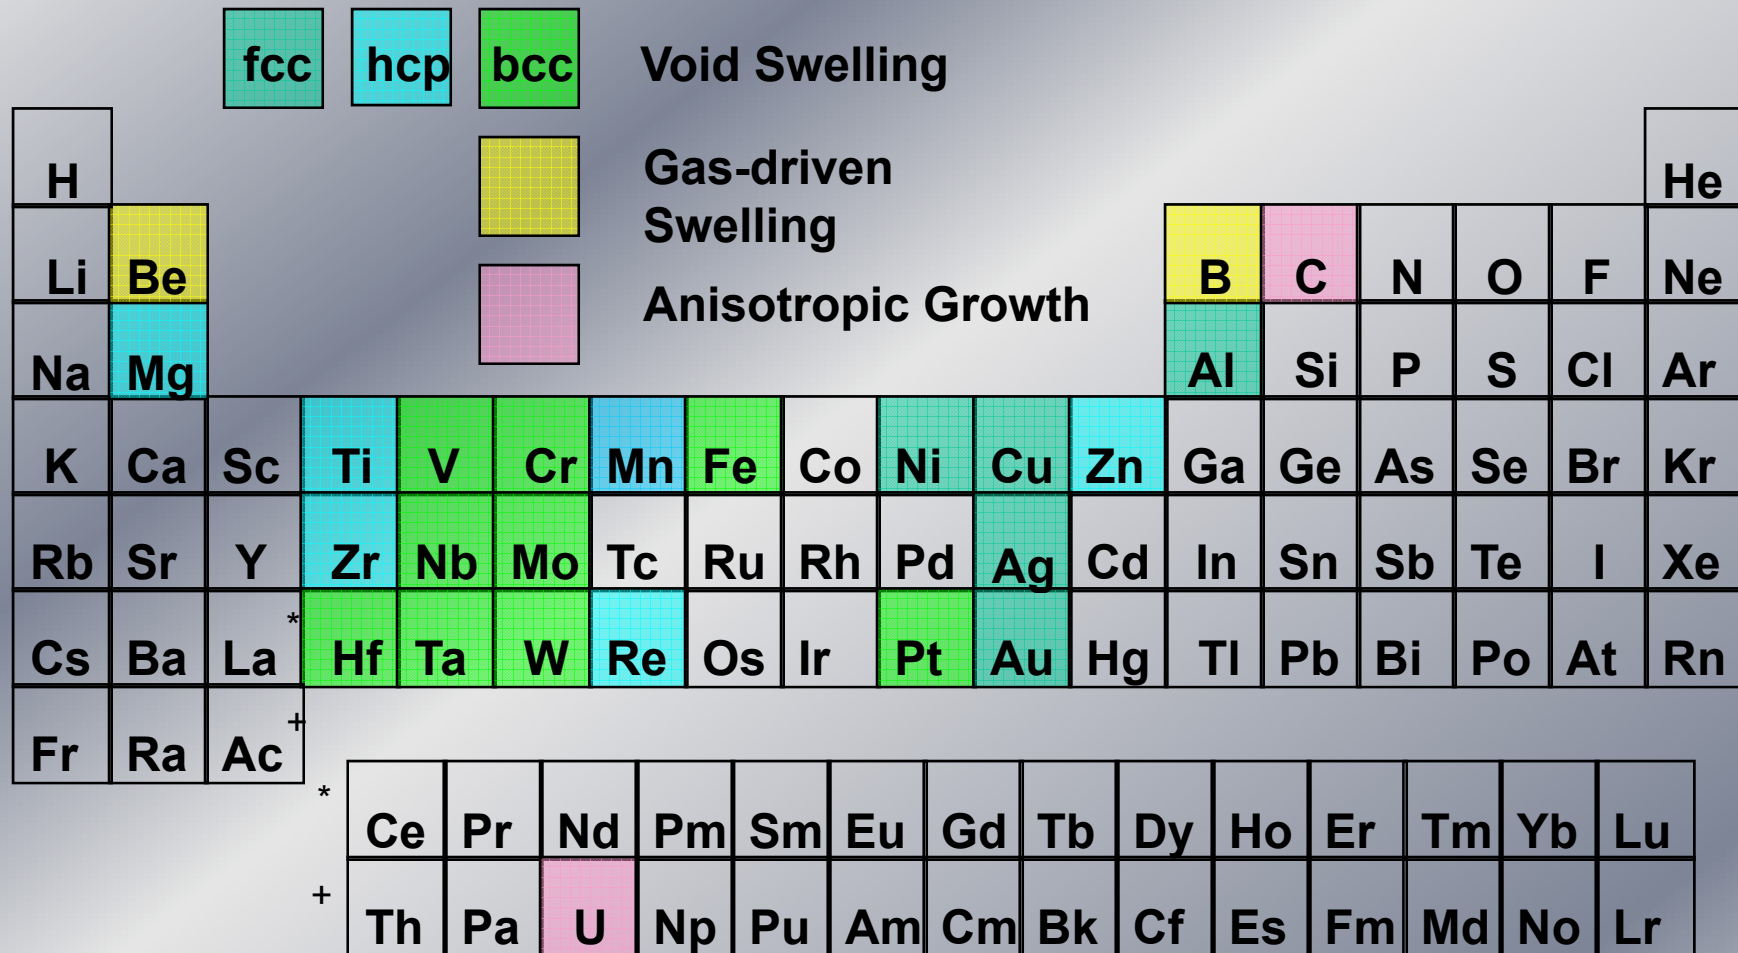 fcc hcp bcc Void Swelling
Gas-driven
Swelling
Anisotropic Growth
H He
Li Be B C N O F Ne
Na Mg Al Si P S Cl Ar
K Ca Sc Ti V Cr Mn Fe Co Ni Cu Zn Ga Ge As Se Br Kr
Rb Sr Y Zr Nb Mo Tc Ru Rh Pd Ag Cd In Sn Sb Te I Xe
Cs Ba La * Hf Ta W Re Os Ir Pt Au Hg Tl Pb Bi Po At Rn
Fr Ra Ac +
* Ce Pr Nd Pm Sm Eu Gd Tb Dy Ho Er Tm Yb Lu
+ Th Pa U Np Pu Am Cm Bk Cf Es Fm Md No Lr